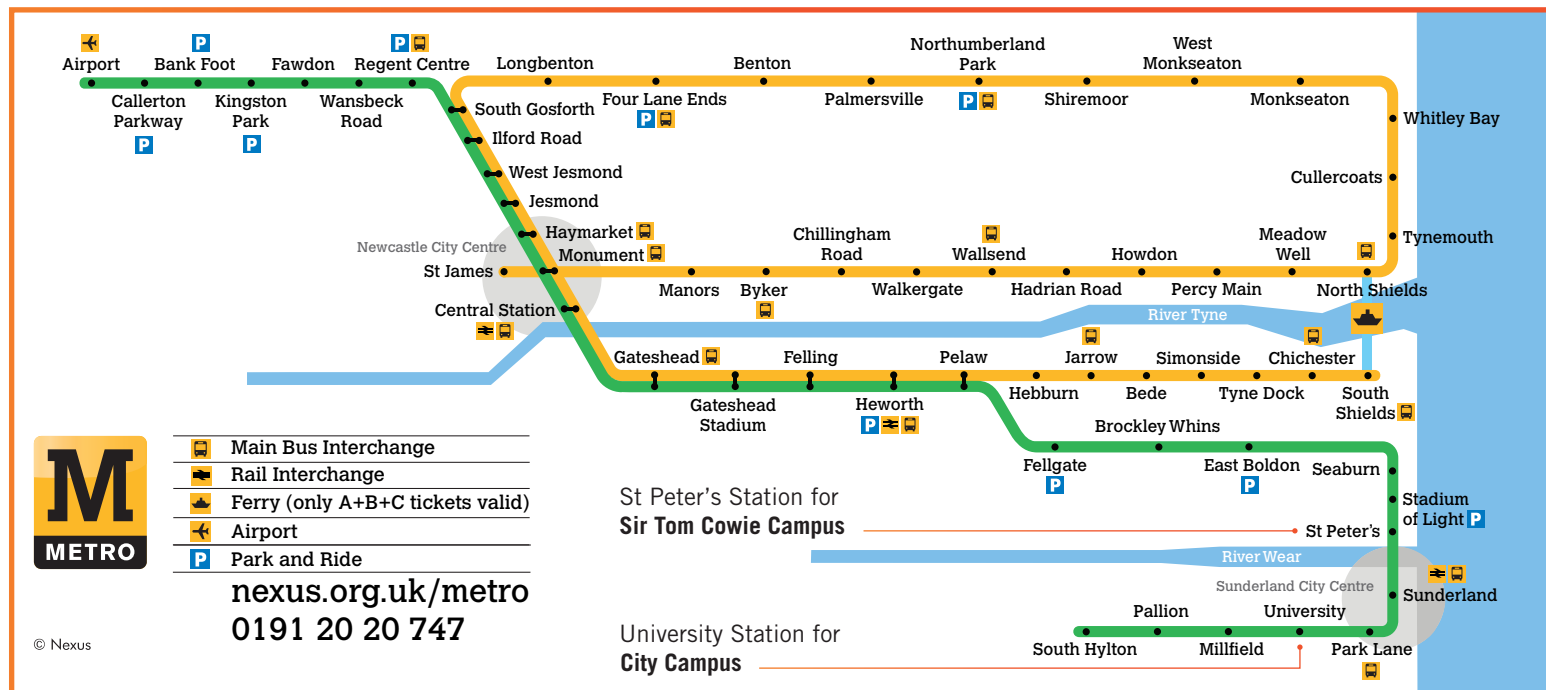 Airport
Callerton
Parkway
P
Bank Foot
P
Kingston
Park
P
Fawdon
Wansbeck
Road
Regent Centre
P
South Gosforth
Longbenton
Four Lane Ends
P
Benton
Palmersville
Northumberland
Park
P
Shiremoor
West
Monkseaton
Monkseaton
Whitley Bay
Cullercoats
Tynemouth
Ilford Road
West Jesmond
Jesmond
Haymarket
Newcastle City Centre
Monument
St James
Central Station
Manors
Byker
Chillingham
Road
Walkergate
Wallsend
Hadrian Road
Howdon
Percy Main
Meadow
Well
North Shields
River Tyne
Gateshead
Gateshead
Stadium
Felling
Heworth
P
Pelaw
Hebburn
Jarrow
Bede
Simonside
Tyne Dock
Chichester
South
Shields
Fellgate
P
Brockley Whins
East Boldon
P
Seaburn
Stadium
of Light P
St Peter's
River Wear
Sunderland City Centre
Sunderland
Park Lane
University
Millfield
Pallion
South Hylton
St Peter's Station for
Sir Tom Cowie Campus
University Station for
City Campus
M
METRO
Main Bus Interchange
Rail Interchange
Ferry (only A+B+C tickets valid)
Airport
P Park and Ride
nexus.org.uk/metro
0191 20 20 747
© Nexus